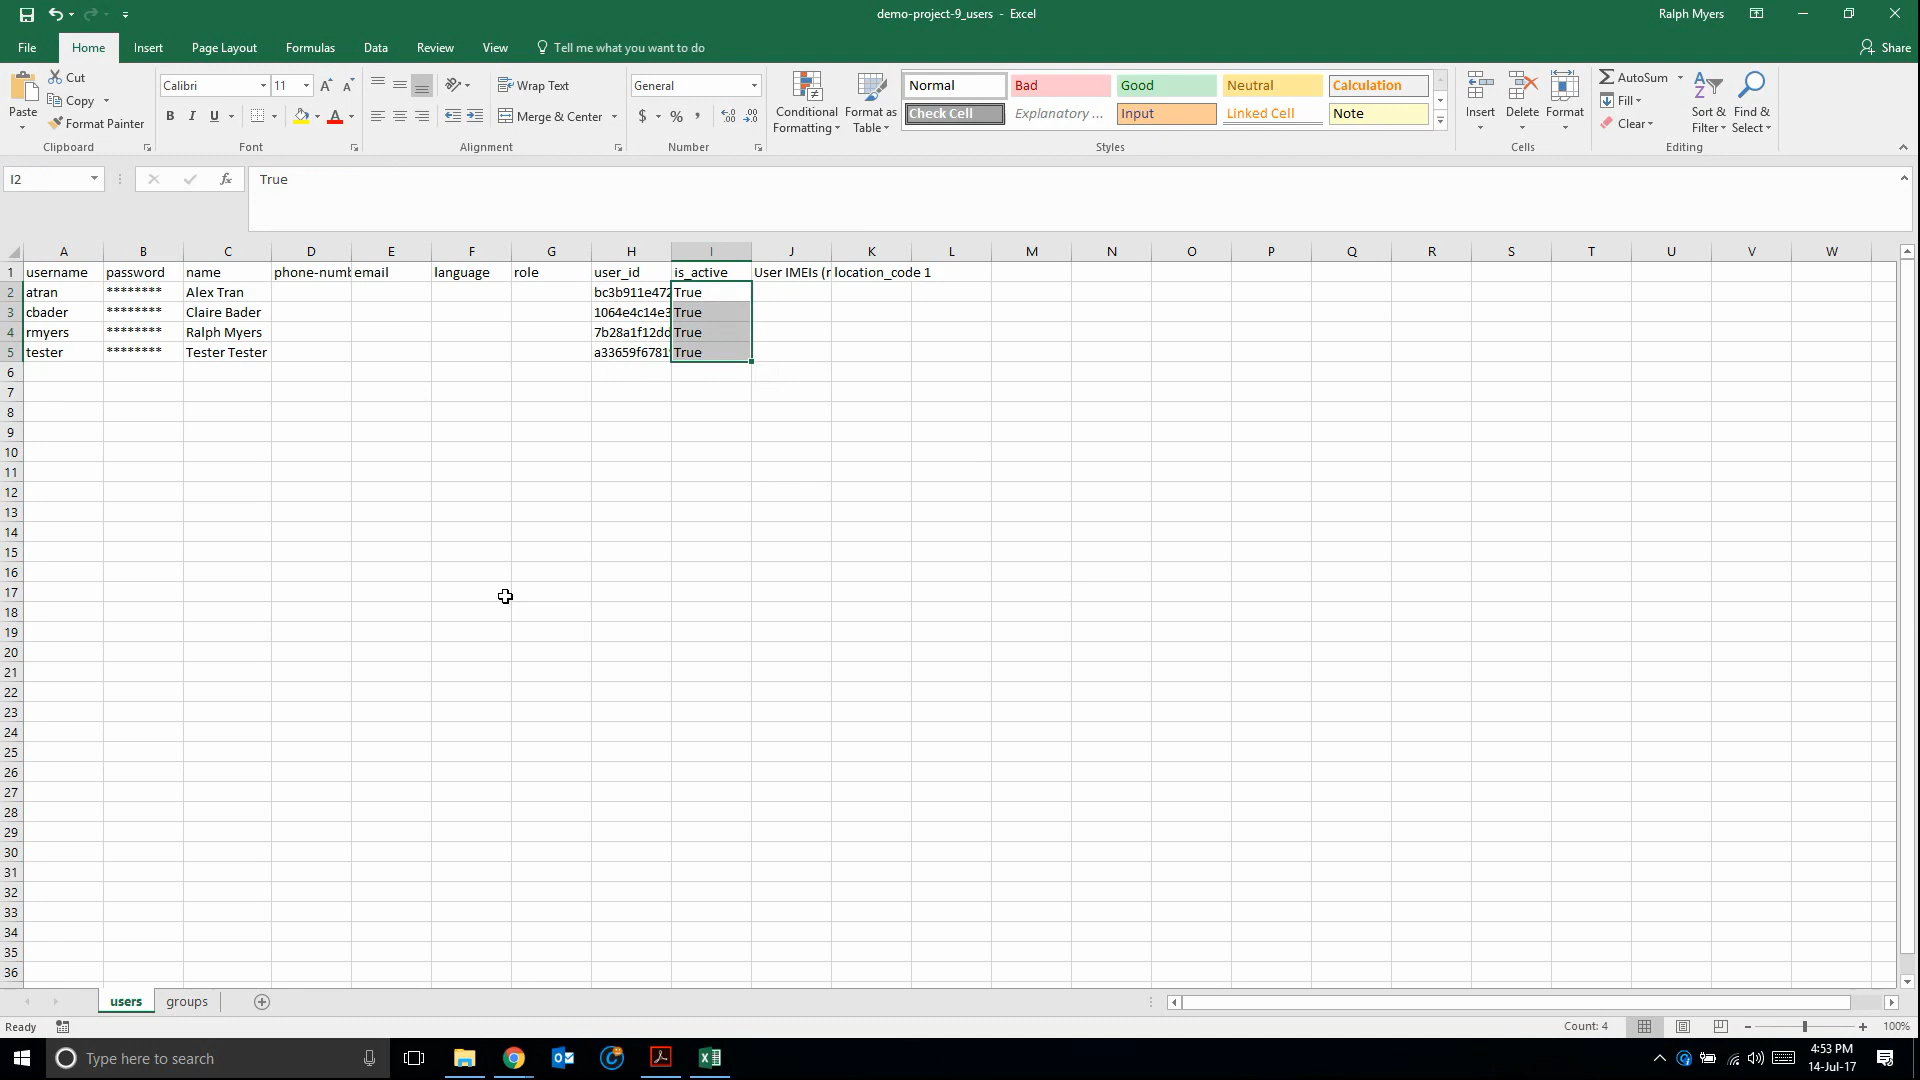 demo-project-9_users - Excel
Ralph Myers
File Home Insert Page Layout Formulas Data Review View Tell me what you want to do Share
Paste
Cut
Copy
Format Painter
Clipboard
Calibri 11
B I U
Font
Wrap Text
Merge & Center
Alignment
General
$ % ,
Number
Conditional Formatting
Format as Table
Normal Bad Good Neutral Calculation
Check Cell Explanatory ... Input Linked Cell Note
Styles
Insert Delete Format
Cells
AutoSum
Fill
Clear
Sort & Filter
Find & Select
Editing
I2 fx True
A B C D E F G H I J K L M N O P Q R S T U V W
1 username password name phone-numb email language role user_id is_active User IMEIs (r location_code 1
2 atran ******** Alex Tran bc3b911e472 True
3 cbader ******** Claire Bader 1064e4c14e3 True
4 rmyers ******** Ralph Myers 7b28a1f12dd True
5 tester ******** Tester Tester a33659f6781 True
6
7
8
9
10
11
12
13
14
15
16
17
18
19
20
21
22
23
24
25
26
27
28
29
30
31
32
33
34
35
36
users groups
Ready
Count: 4
100%
Type here to search
4:53 PM
14-Jul-17